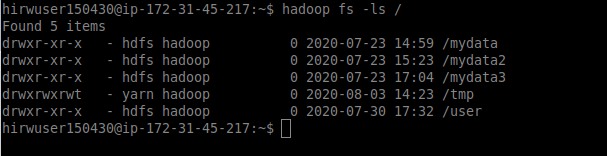 hirwuser150430@ip-172-31-45-217:~$ hadoop fs -ls /
Found 5 items
drwxr-xr-x   - hdfs hadoop          0 2020-07-23 14:59 /mydata
drwxr-xr-x   - hdfs hadoop          0 2020-07-23 15:23 /mydata2
drwxr-xr-x   - hdfs hadoop          0 2020-07-23 17:04 /mydata3
drwxrwxrwt   - yarn hadoop          0 2020-08-03 14:23 /tmp
drwxr-xr-x   - hdfs hadoop          0 2020-07-30 17:32 /user
hirwuser150430@ip-172-31-45-217:~$